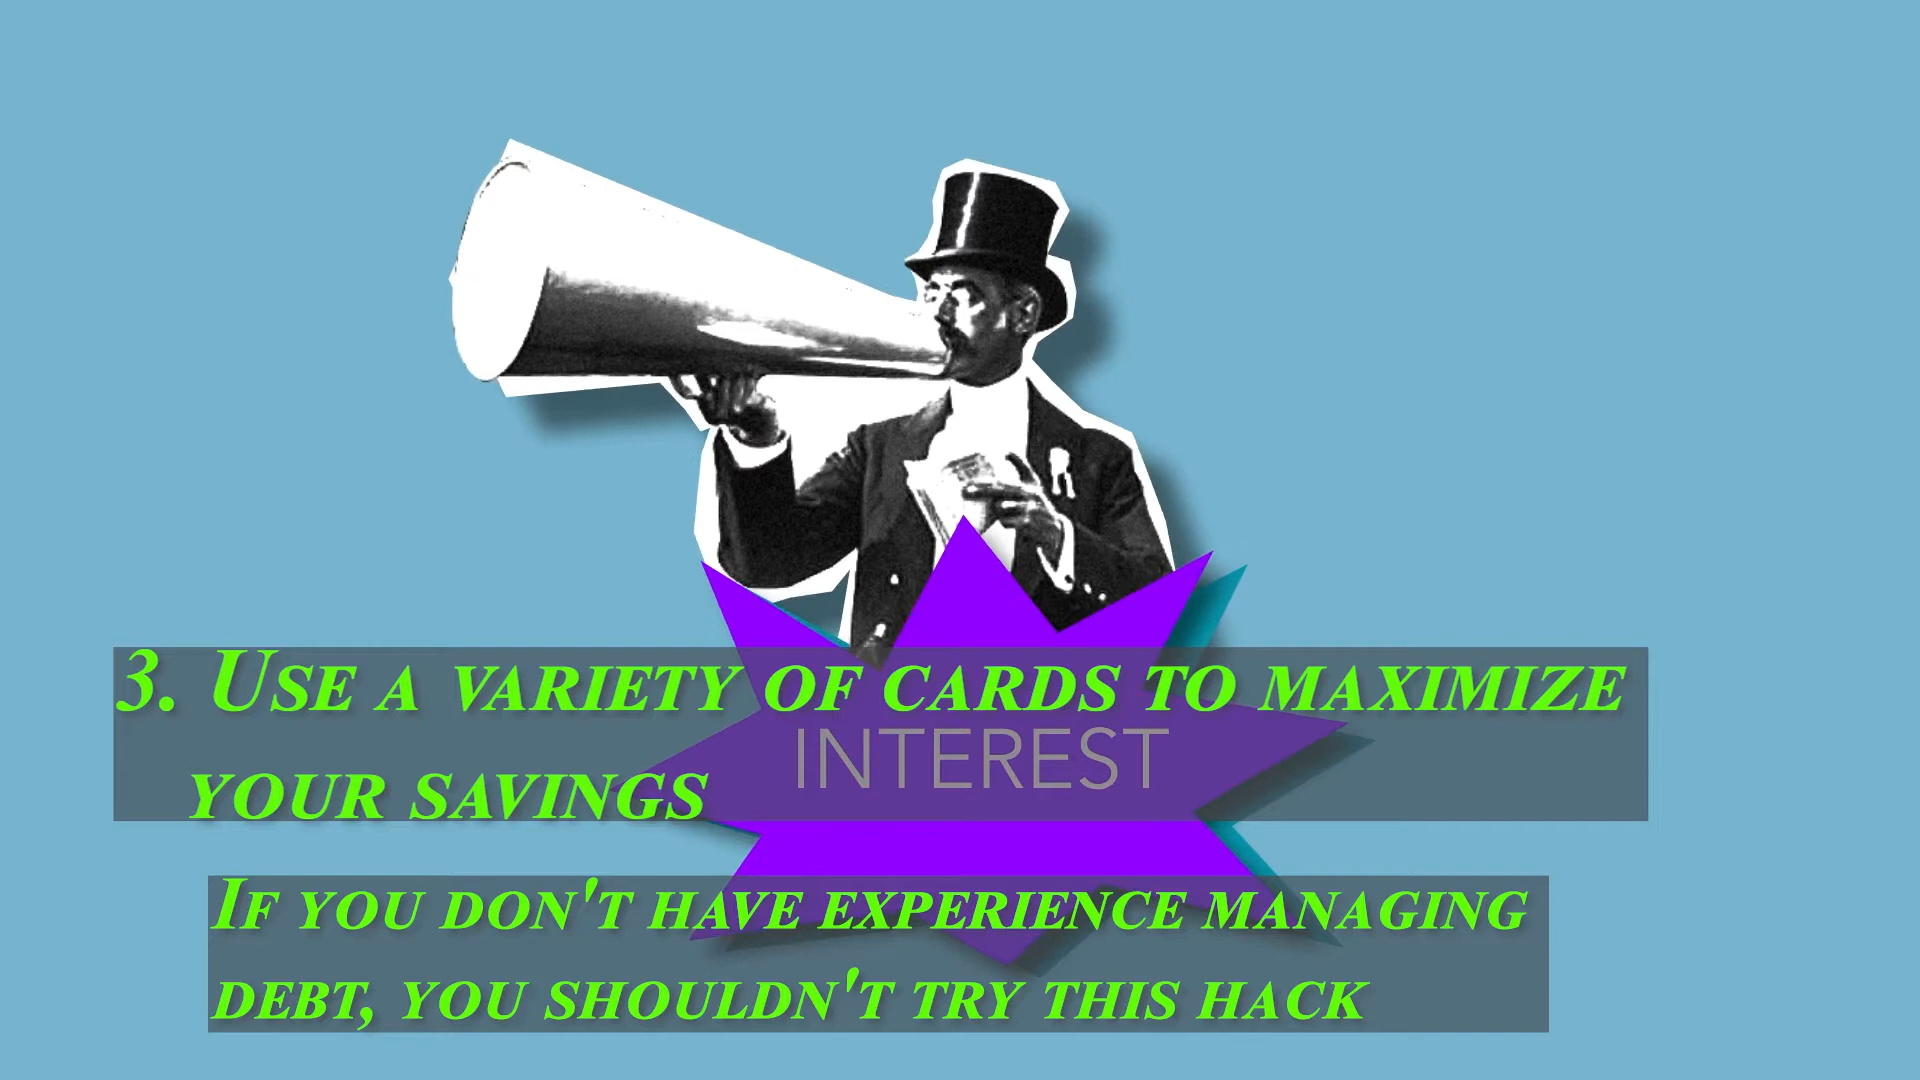 3. Use a variety of cards to maximize
INTEREST
your savings
If you don't have experience managing
debt, you shouldn't try this hack